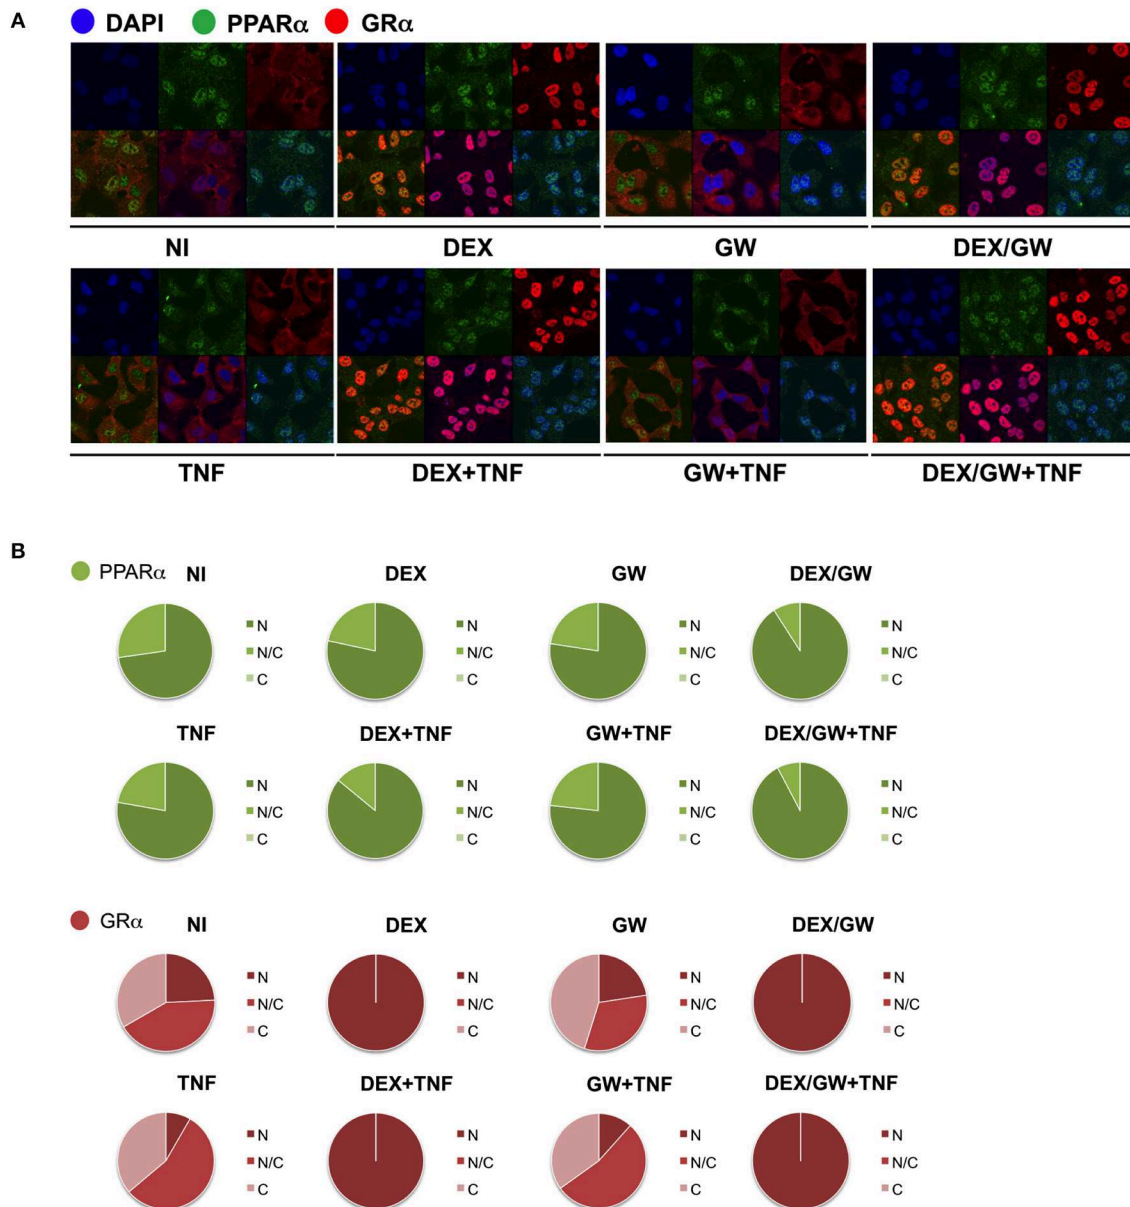 A
DAPI PPARα GRα
NI DEX GW DEX/GW
TNF DEX+TNF GW+TNF DEX/GW+TNF
B
PPARα NI DEX GW DEX/GW
N N N N
N/C N/C N/C N/C
C C C C
TNF DEX+TNF GW+TNF DEX/GW+TNF
N N N N
N/C N/C N/C N/C
C C C C
GRα NI DEX GW DEX/GW
N N N N
N/C N/C N/C N/C
C C C C
TNF DEX+TNF GW+TNF DEX/GW+TNF
N N N N
N/C N/C N/C N/C
C C C C